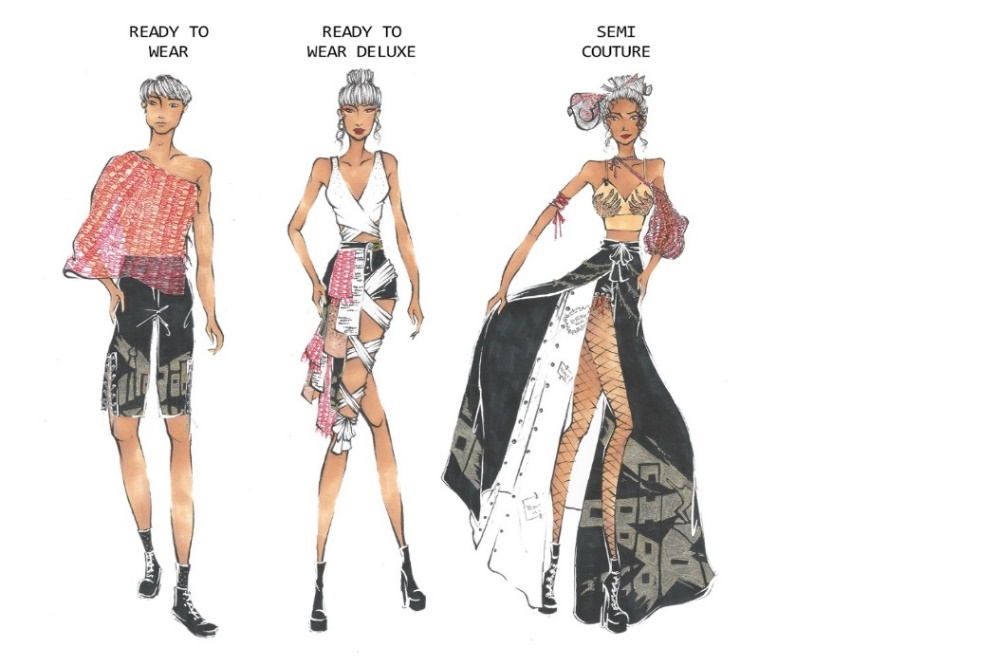 READY TO
WEAR
READY TO
WEAR DELUXE
SEMI
COUTURE